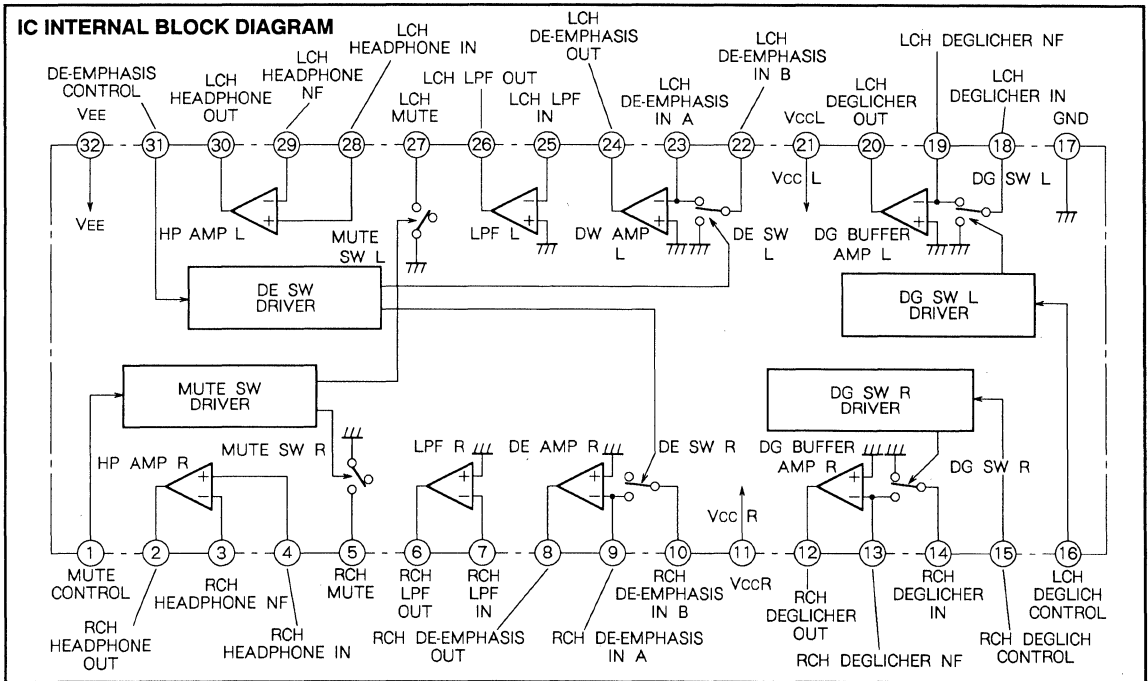 IC INTERNAL BLOCK DIAGRAM
DE-EMPHASIS
CONTROL
VEE
LCH
HEADPHONE
OUT
LCH
HEADPHONE
NF
LCH
HEADPHONE IN
LCH
MUTE
LCH LPF OUT
LCH LPF
IN
LCH
DE-EMPHASIS
OUT
LCH
DE-EMPHASIS
IN A
LCH
DE-EMPHASIS
IN B
VCCL
LCH
DEGLICHER
OUT
LCH DEGLICHER NF
LCH
DEGLICHER IN
GND
32 31 30 29 28 27 26 25 24 23 22 21 20 19 18 17
VEE
HP AMP L
MUTE
SW L
LPF L
DW AMP
L
DE SW
L
VCC L
DG BUFFER
AMP L
DG SW L
DE SW
DRIVER
DG SW L
DRIVER
MUTE SW
DRIVER
DG SW R
DRIVER
HP AMP R
MUTE SW R
LPF R
DE AMP R
DE SW R
VCC R
DG BUFFER
AMP R
DG SW R
1 2 3 4 5 6 7 8 9 10 11 12 13 14 15 16
MUTE
CONTROL
RCH
HEADPHONE
OUT
RCH
HEADPHONE NF
RCH
HEADPHONE IN
RCH
MUTE
RCH
LPF
OUT
RCH
LPF
IN
RCH DE-EMPHASIS
OUT
RCH DE-EMPHASIS
IN A
RCH
DE-EMPHASIS
IN B
VCCR
RCH
DEGLICHER
OUT
RCH DEGLICHER NF
RCH
DEGLICHER
IN
RCH DEGLICH
CONTROL
LCH
DEGLICH
CONTROL